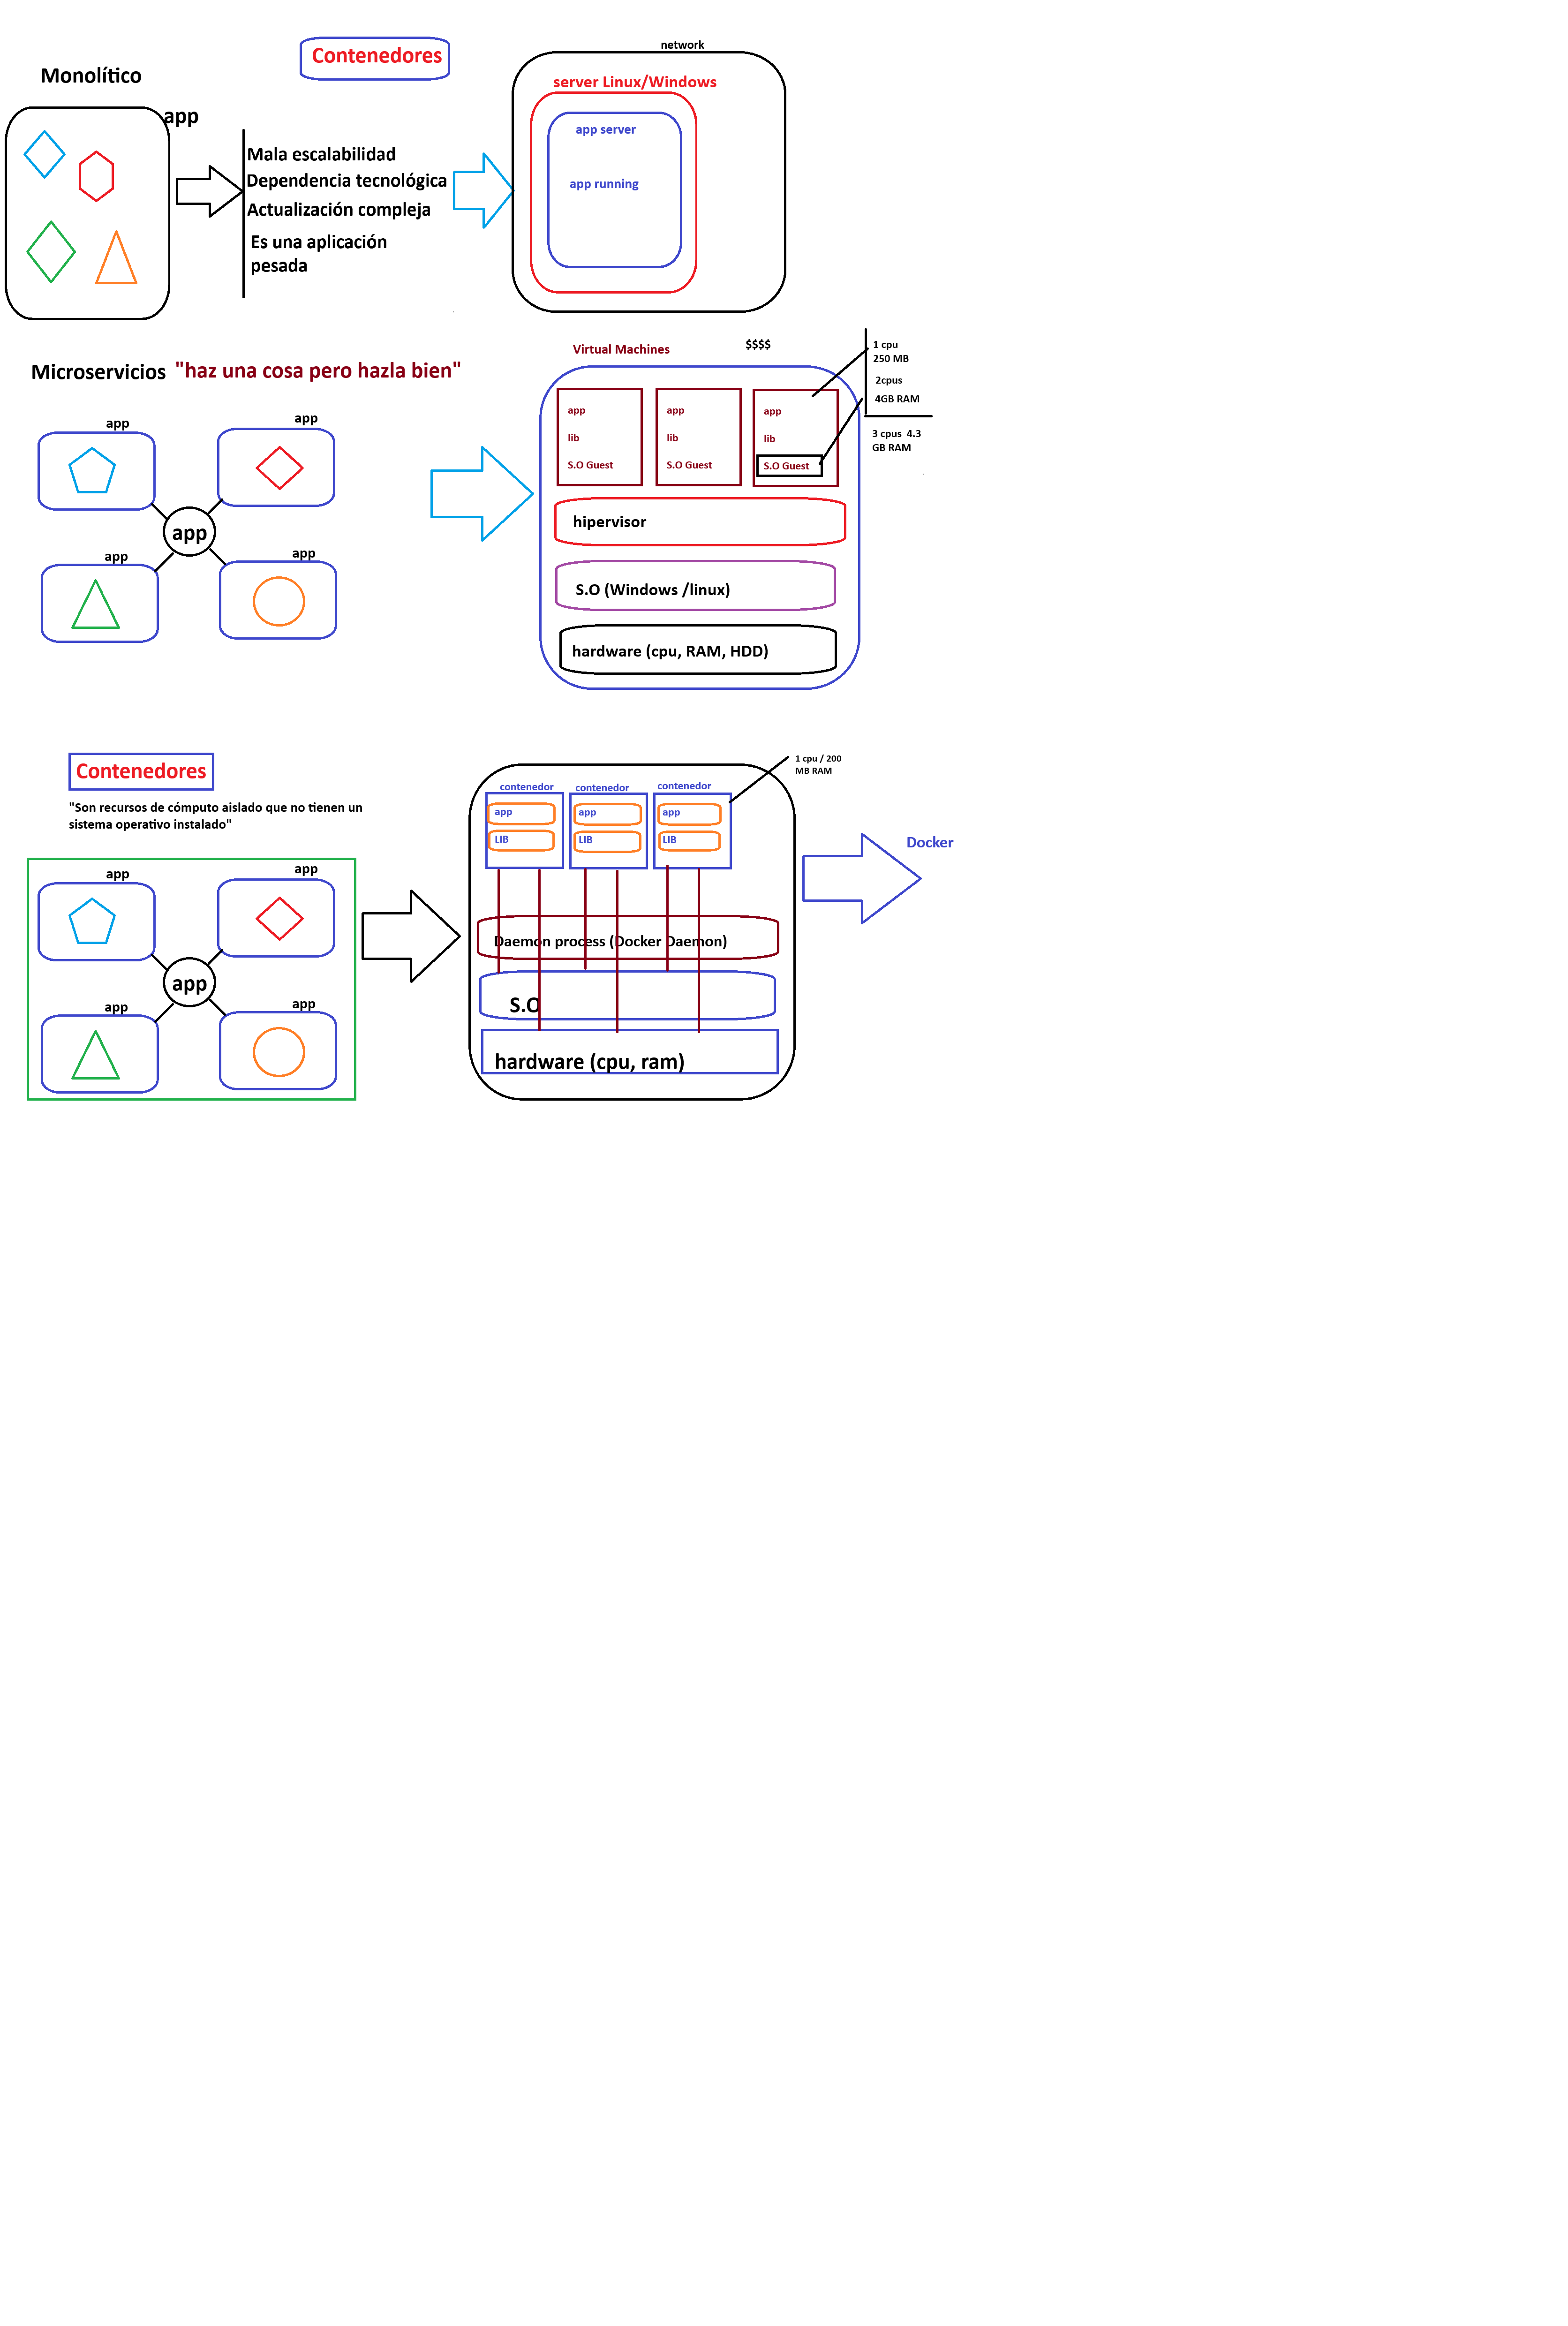 Contenedores
network
Monolítico
server Linux/Windows
app
app server
Mala escalabilidad
Dependencia tecnológica
app running
Actualización compleja
Es una aplicación
pesada
Virtual Machines
$$$$
1 cpu
250 MB
2cpus
4GB RAM
3 cpus 4.3
GB RAM
Microservicios "haz una cosa pero hazla bien"
app
app
app
app
app
app
lib
S.O Guest
app
lib
S.O Guest
app
lib
S.O Guest
hipervisor
S.O (Windows /linux)
hardware (cpu, RAM, HDD)
Contenedores
"Son recursos de cómputo aislado que no tienen un
sistema operativo instalado"
app
app
app
app
app
1 cpu / 200
MB RAM
contenedor
app
LIB
contenedor
app
LIB
contenedor
app
LIB
Daemon process (Docker Daemon)
S.O
hardware (cpu, ram)
Docker